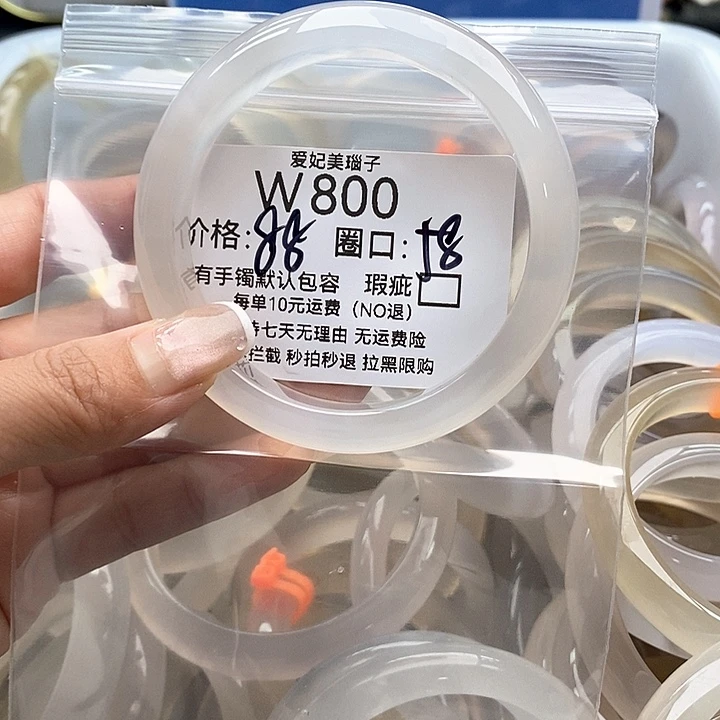 爱妃美瑙子
W800
价格:88 圈口:58
有手镯默认包容 瑕疵
每单10元运费（NO退）
持七天无理由 无运费险
拦截 秒拍秒退 拉黑限购